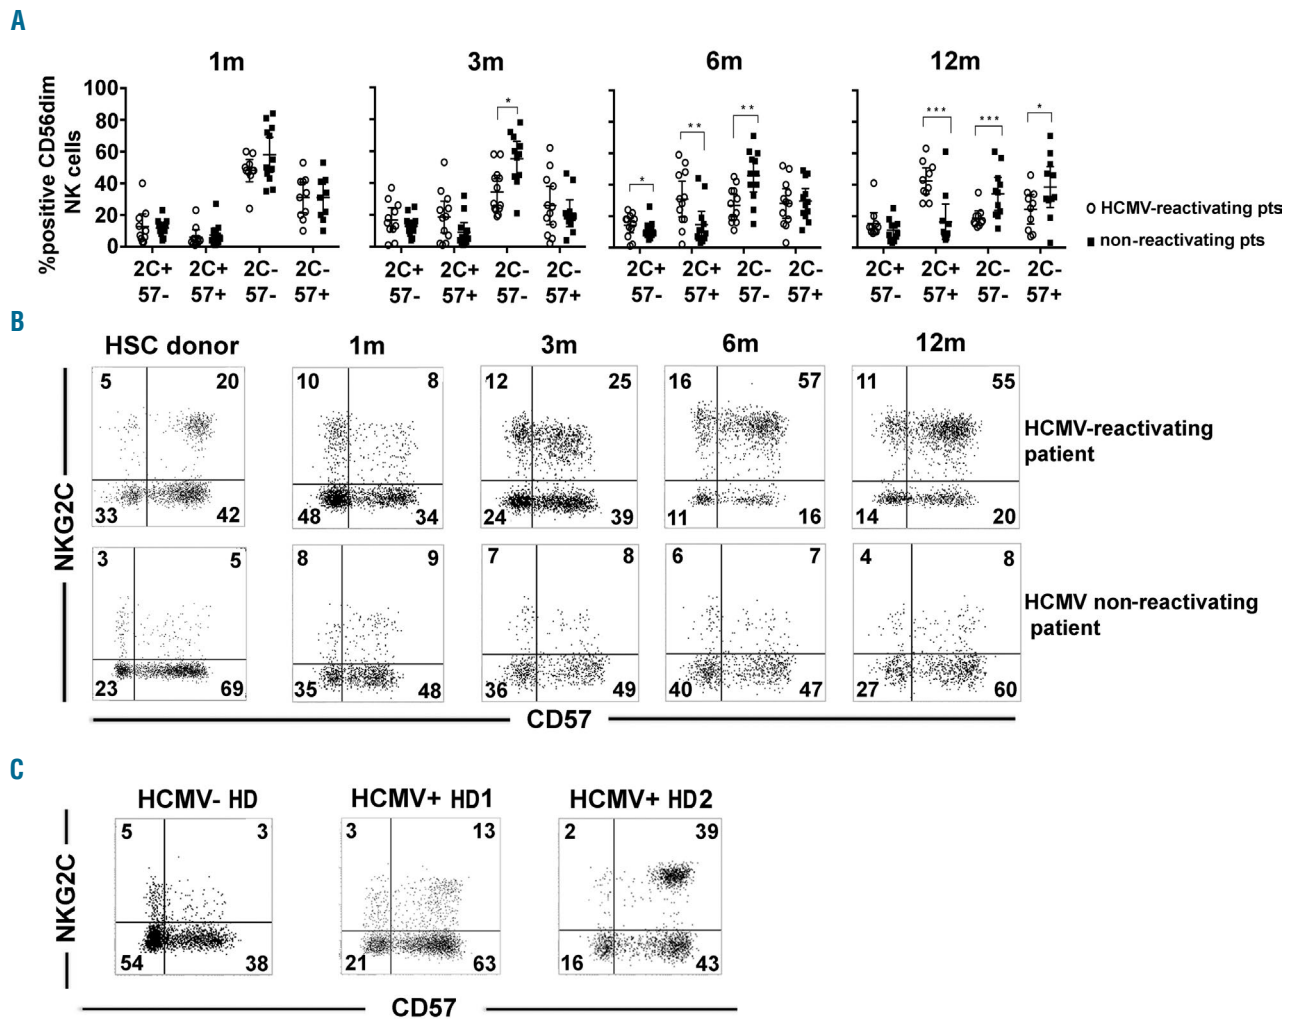 A
1m 3m 6m 12m
%positive CD56dim
NK cells
100
80
60
40
20
0
* * ** ** *** *** *
2C+ 2C+ 2C- 2C- 2C+ 2C+ 2C- 2C- 2C+ 2C+ 2C- 2C- 2C+ 2C+ 2C- 2C-
57- 57+ 57- 57+ 57- 57+ 57- 57+ 57- 57+ 57- 57+ 57- 57+ 57- 57+
HCMV-reactivating pts
non-reactivating pts
B
HSC donor 1m 3m 6m 12m
NKG2C
5 20 10 8 12 25 16 57 11 55
33 42 48 34 24 39 11 16 14 20
HCMV-reactivating
patient
3 5 8 9 7 8 6 7 4 8
23 69 35 48 36 49 40 47 27 60
HCMV non-reactivating
patient
CD57
C
HCMV- HD HCMV+ HD1 HCMV+ HD2
NKG2C
5 3 3 13 2 39
54 38 21 63 16 43
CD57